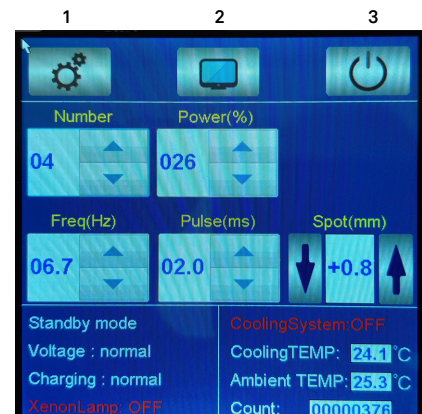 1 2 3
Number Power(%)
04 026
Freq(Hz) Pulse(ms) Spot(mm)
06.7 02.0 +0.8
Standby mode
Voltage : normal
Charging : normal
XenonLamp: OFF
CoolingSystem:OFF
CoolingTEMP: 24.1°C
Ambient TEMP: 25.3°C
Count: 00000376